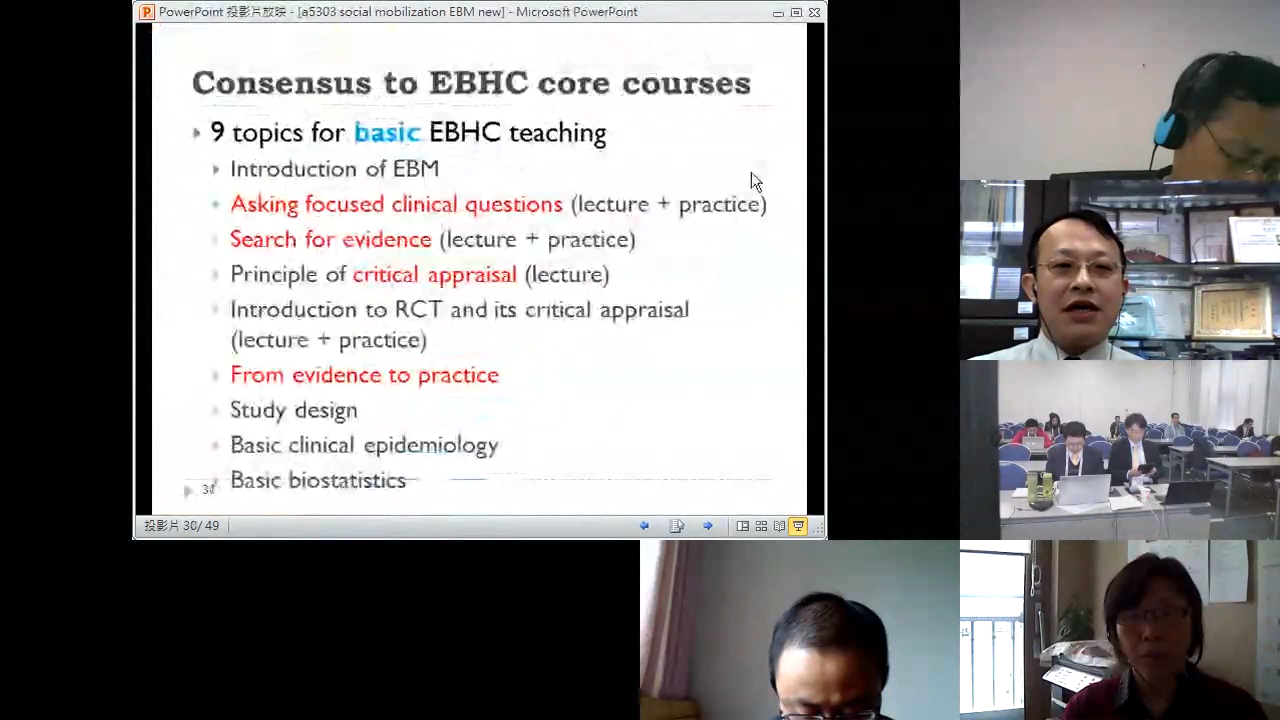 PowerPoint 投影片放映 - [a5303 social mobilization EBM new] - Microsoft PowerPoint
Consensus to EBHC core courses
9 topics for basic EBHC teaching
Introduction of EBM
Asking focused clinical questions (lecture + practice)
Search for evidence (lecture + practice)
Principle of critical appraisal (lecture)
Introduction to RCT and its critical appraisal
(lecture + practice)
From evidence to practice
Study design
Basic clinical epidemiology
Basic biostatistics
投影片 30/ 49